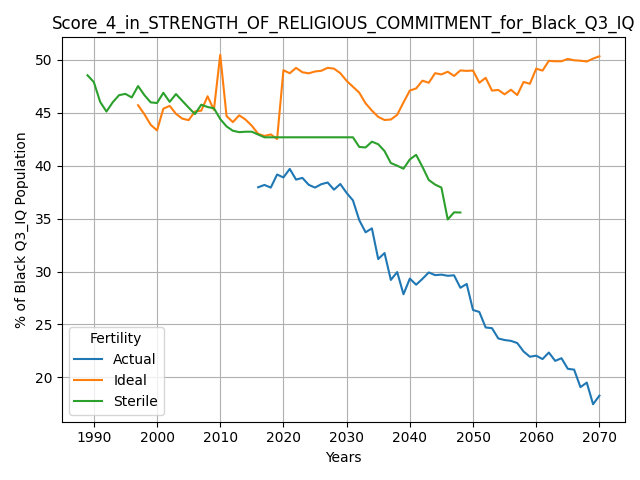 Score_4_in_STRENGTH_OF_RELIGIOUS_COMMITMENT_for_Black_Q3_IQ
% of Black Q3_IQ Population
50
45
40
35
30
25
20
Fertility
Actual
Ideal
Sterile
1990 2000 2010 2020 2030 2040 2050 2060 2070
Years